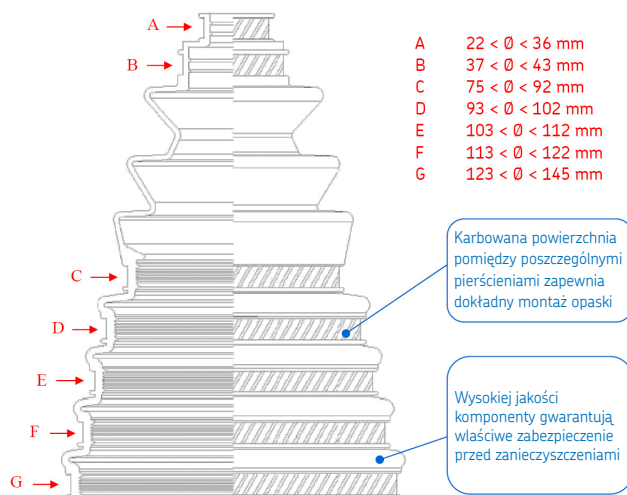 A 22 < Ø < 36 mm
B 37 < Ø < 43 mm
C 75 < Ø < 92 mm
D 93 < Ø < 102 mm
E 103 < Ø < 112 mm
F 113 < Ø < 122 mm
G 123 < Ø < 145 mm
A
B
C
D
E
F
G
Karbowana powierzchnia
pomiędzy poszczególnymi
pierścieniami zapewnia
dokładny montaż opaski
Wysokiej jakości
komponenty gwarantują
wlaściwe zabezpieczenie
przed zanieczyszczeniami